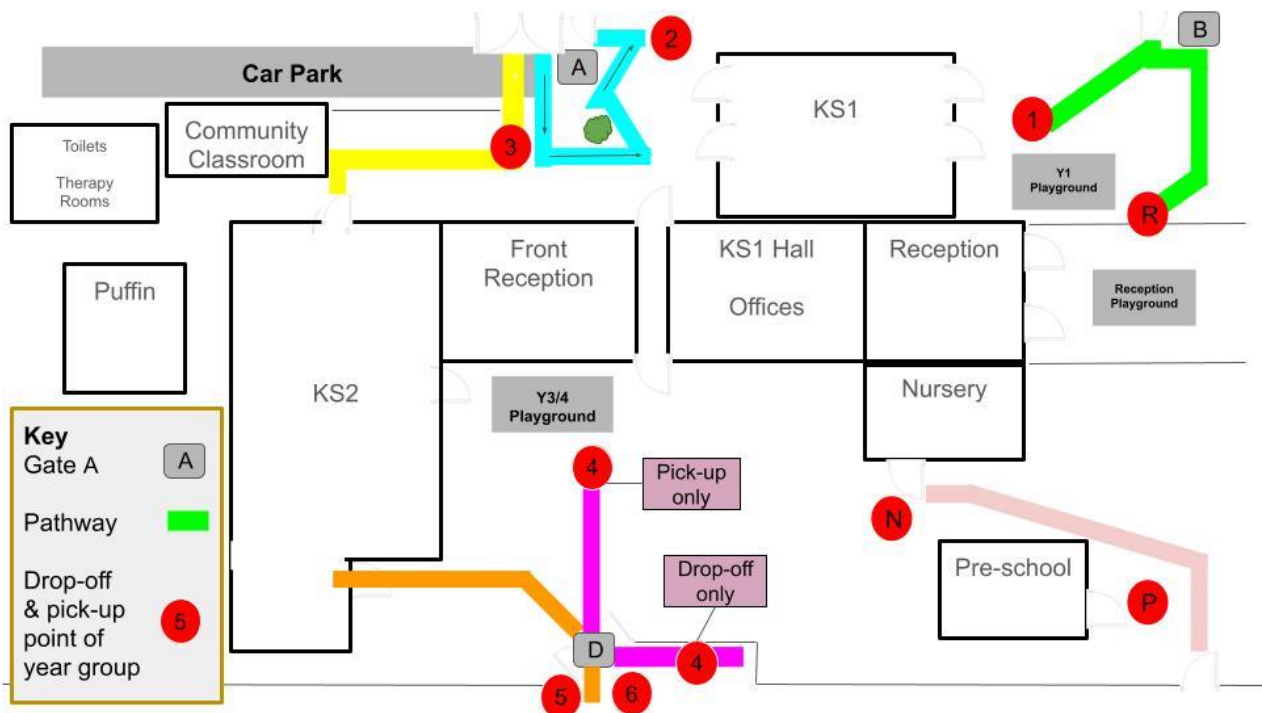 B
2
A
Car Park
KS1
Community
Classroom
1
3
Toilets
Therapy
Rooms
Y1
Playground
R
Front
Reception
KS1 Hall
Offices
Reception
Puffin
Reception
Playground
KS2
Y3/4
Playground
Nursery
Key
Gate A
A
Pathway
Drop-off
& pick-up
point of
year group
5
4
Pick-up
only
N
Drop-off
only
Pre-school
P
D
4
5
6